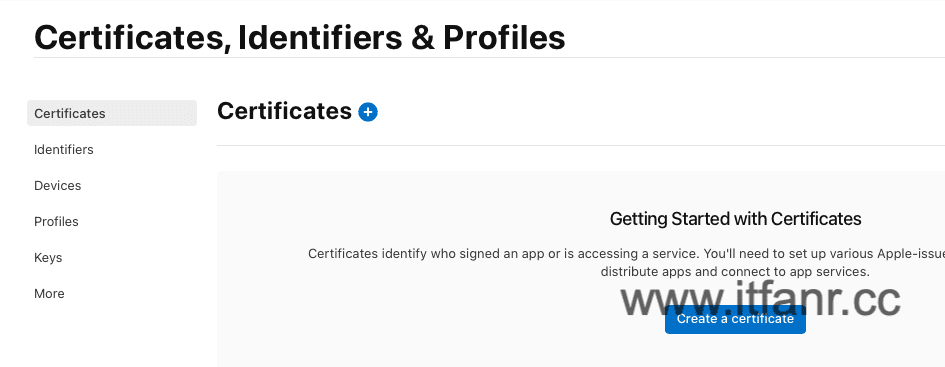 Certificates, Identifiers & Profiles
Certificates
Identifiers
Devices
Profiles
Keys
More
Certificates +
Getting Started with Certificates
Certificates identify who signed an app or is accessing a service. You'll need to set up various Apple-issue
distribute apps and connect to app services.
www.itfanr.cc
Create a certificate